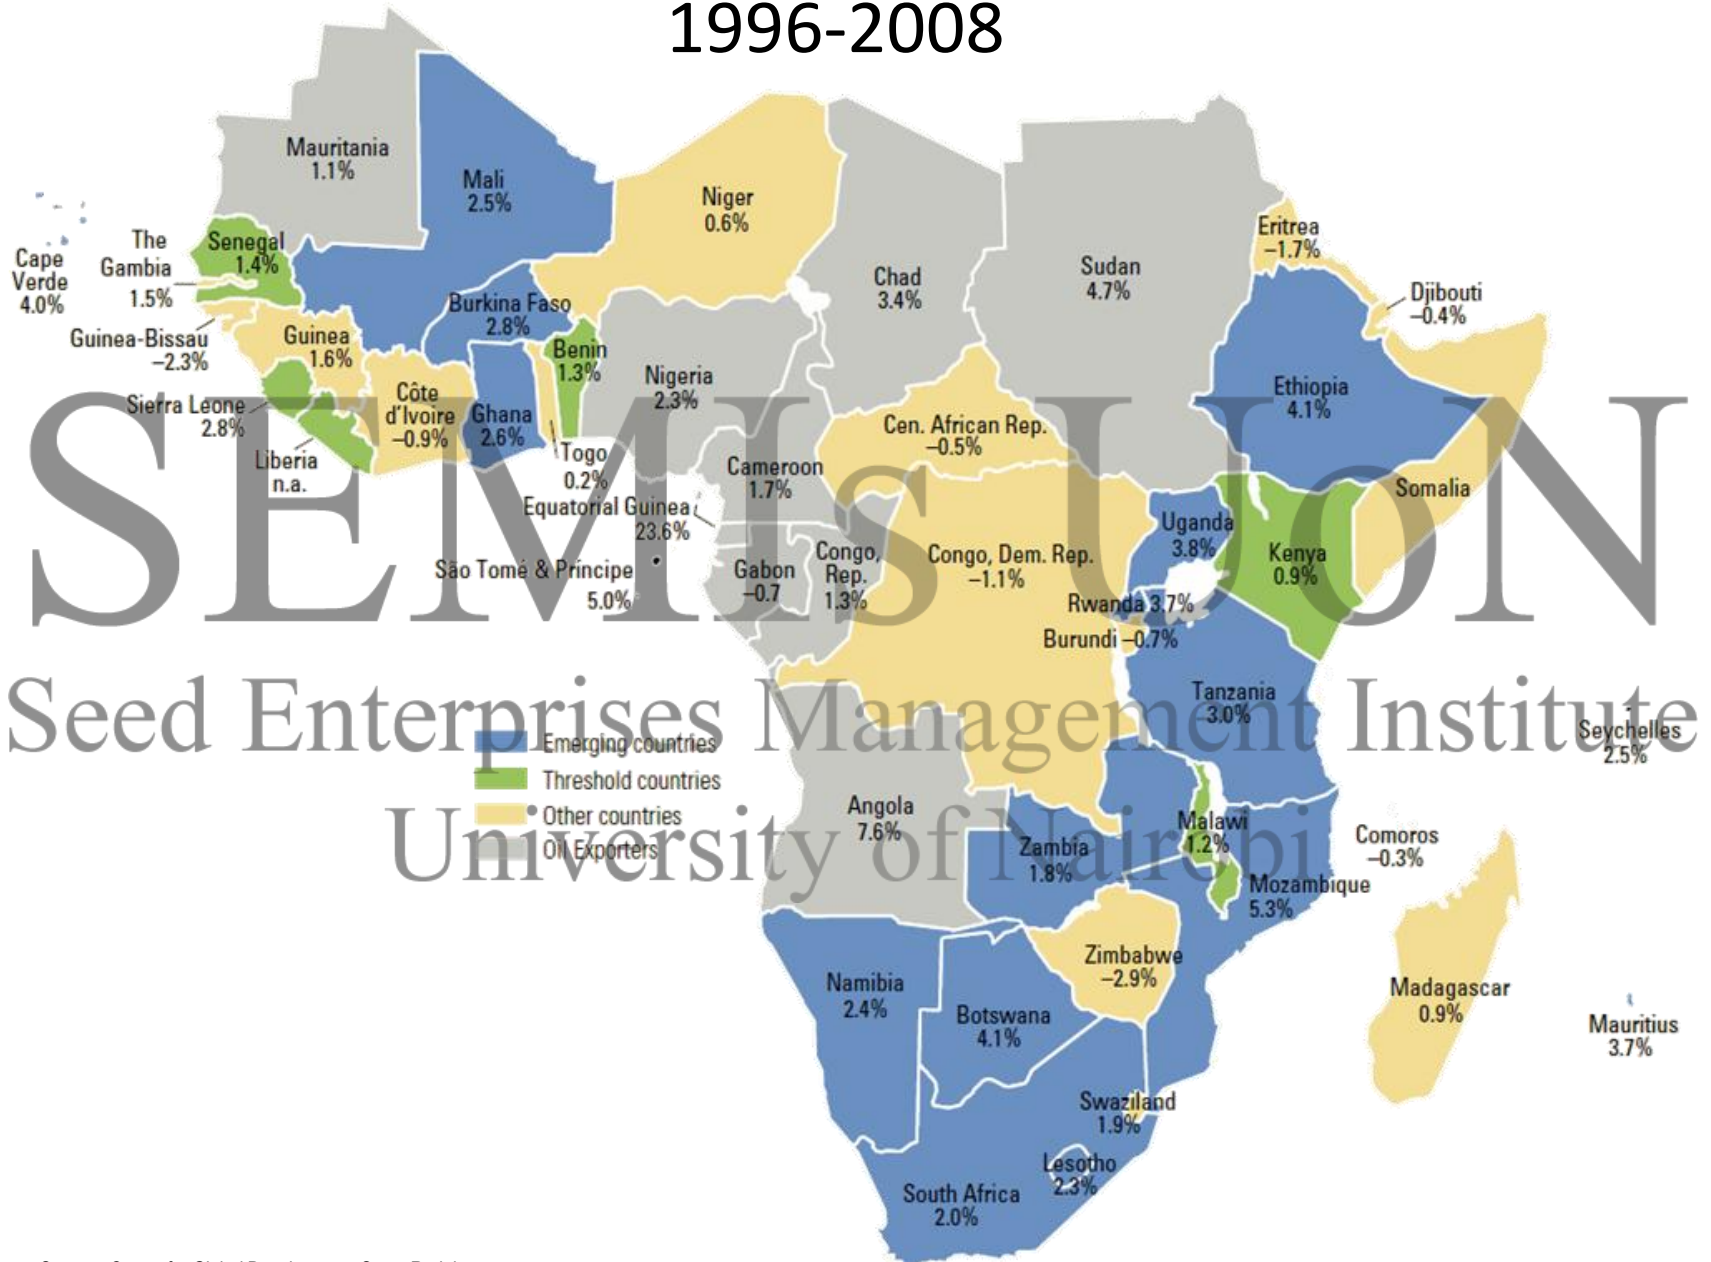 1996-2008
Mauritania
1.1%
Mali
2.5%
Niger
0.6%
Chad
3.4%
Sudan
4.7%
Eritrea
–1.7%
Djibouti
–0.4%
Cape
Verde
4.0%
The
Gambia
1.5%
Senegal
1.4%
Guinea-Bissau
–2.3%
Guinea
1.6%
Sierra Leone
2.8%
Liberia
n.a.
Côte
d'Ivoire
–0.9%
Burkina Faso
2.8%
Ghana
2.6%
Togo
0.2%
Benin
1.3%
Nigeria
2.3%
Cameroon
1.7%
Cen. African Rep.
–0.5%
Ethiopia
4.1%
Somalia
Equatorial Guinea
23.6%
São Tomé & Príncipe
5.0%
Gabon
–0.7
Congo,
Rep.
1.3%
Congo, Dem. Rep.
–1.1%
Uganda
3.8%
Kenya
0.9%
Rwanda 3.7%
Burundi –0.7%
Tanzania
3.0%
Seychelles
2.5%
SEMIs UoN
Seed Enterprises Management Institute
University of Nairobi
Emerging countries
Threshold countries
Other countries
Oil Exporters
Angola
7.6%
Zambia
1.8%
Malawi
1.2%
Mozambique
5.3%
Comoros
–0.3%
Zimbabwe
–2.9%
Namibia
2.4%
Botswana
4.1%
Madagascar
0.9%
Mauritius
3.7%
Swaziland
1.9%
Lesotho
2.3%
South Africa
2.0%